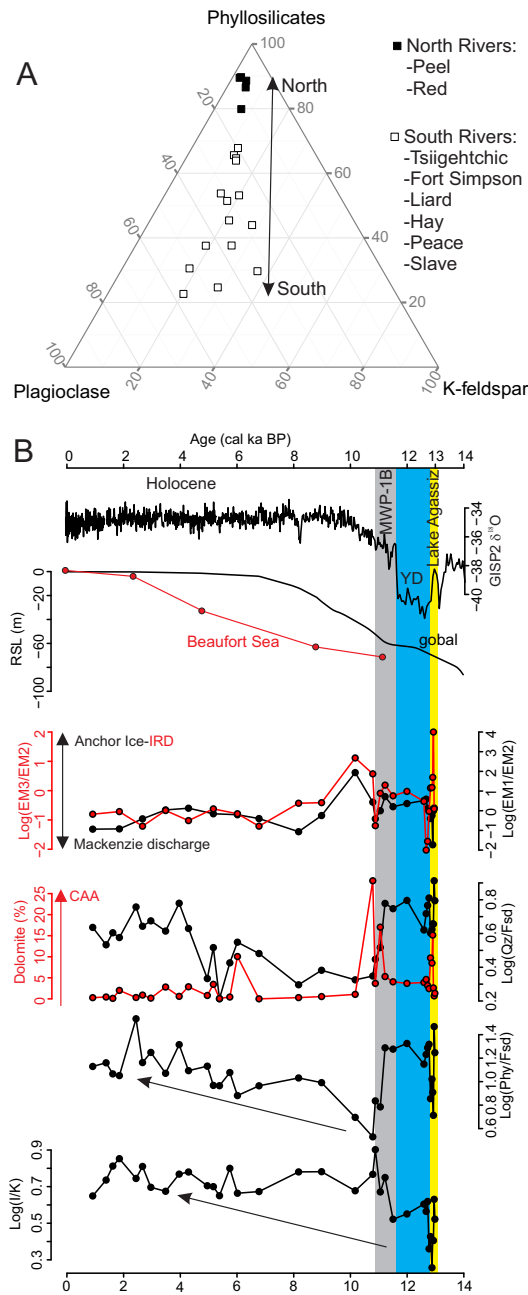 Phyllosilicates
A
100
80
60
40
20
20
40
60
80
100
20
40
60
80
100
North
South
Plagioclase
K-feldspar
■ North Rivers:
-Peel
-Red
□ South Rivers:
-Tsiigehtchic
-Fort Simpson
-Liard
-Hay
-Peace
-Slave
B
Age (cal ka BP)
0 2 4 6 8 10 12 14
Holocene
MWP-1B
YD
Lake Agassiz
GISP2 δ¹⁸O
-34
-36
-38
-40
RSL (m)
0
-20
-60
-100
Beaufort Sea
gobal
Log(EM3/EM2)
2
1
0
-1
-2
Anchor Ice-IRD
Mackenzie discharge
Log(EM1/EM2)
4
2
1
0
-1
-2
Dolomite (%)
25
20
15
10
5
0
CAA
Log(Qz/Fsd)
0.8
0.6
0.4
0.2
Log(Phy/Fsd)
1.4
1.2
1.0
0.8
0.6
Log(I/K)
0.9
0.7
0.5
0.3
0 2 4 6 8 10 12 14